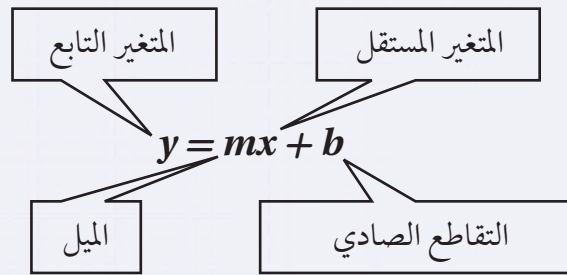 المتغير المستقل المتغير التابع
y = mx + b
التقاطع الصادي الميل